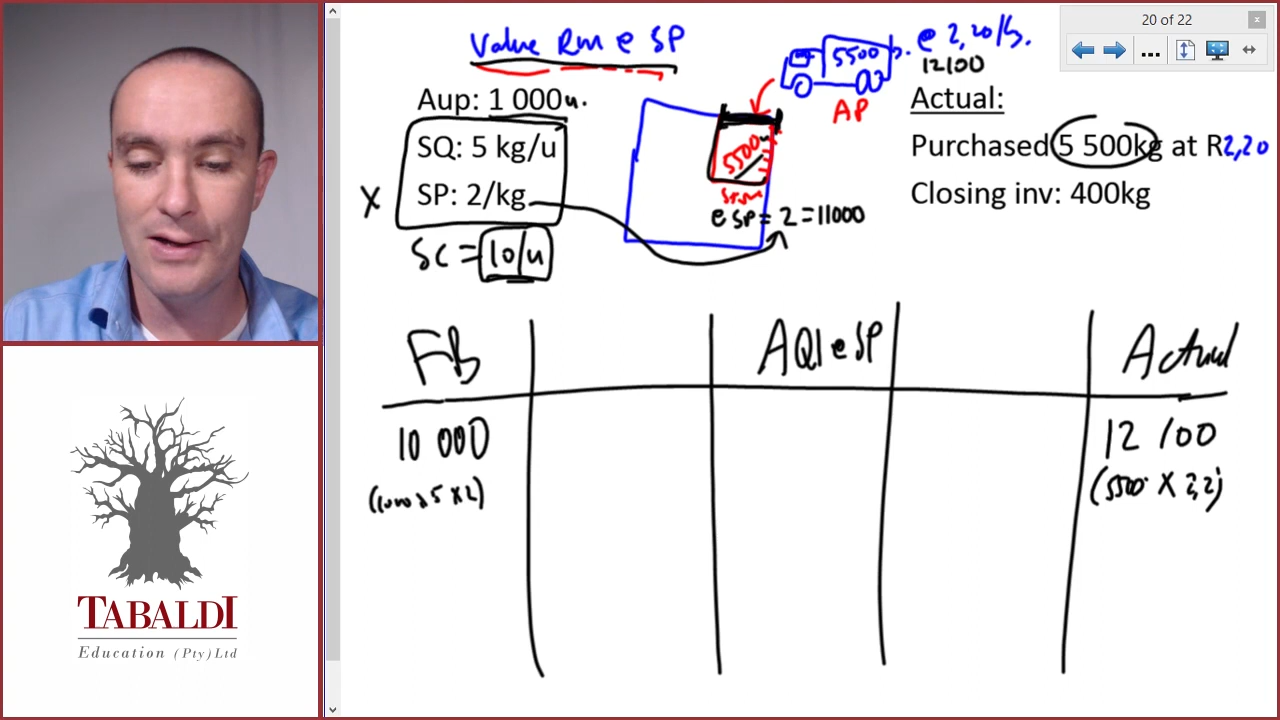 20 of 22
Value Rm @ SP
5500
@ 2,20/
12100
AP
Aup: 1 000u.
SQ: 5 kg/u
SP: 2/kg
X
SC = 10/u
5500
@ SP = 2 = 11000
Actual:
Purchased 5 500kg at R2,20
Closing inv: 400kg
FB
AQI @ SP
Actual
10 000
(1000 x 5 x 2)
12 100
(5500 x 2,2)
TABALDI
Education (Pty) Ltd